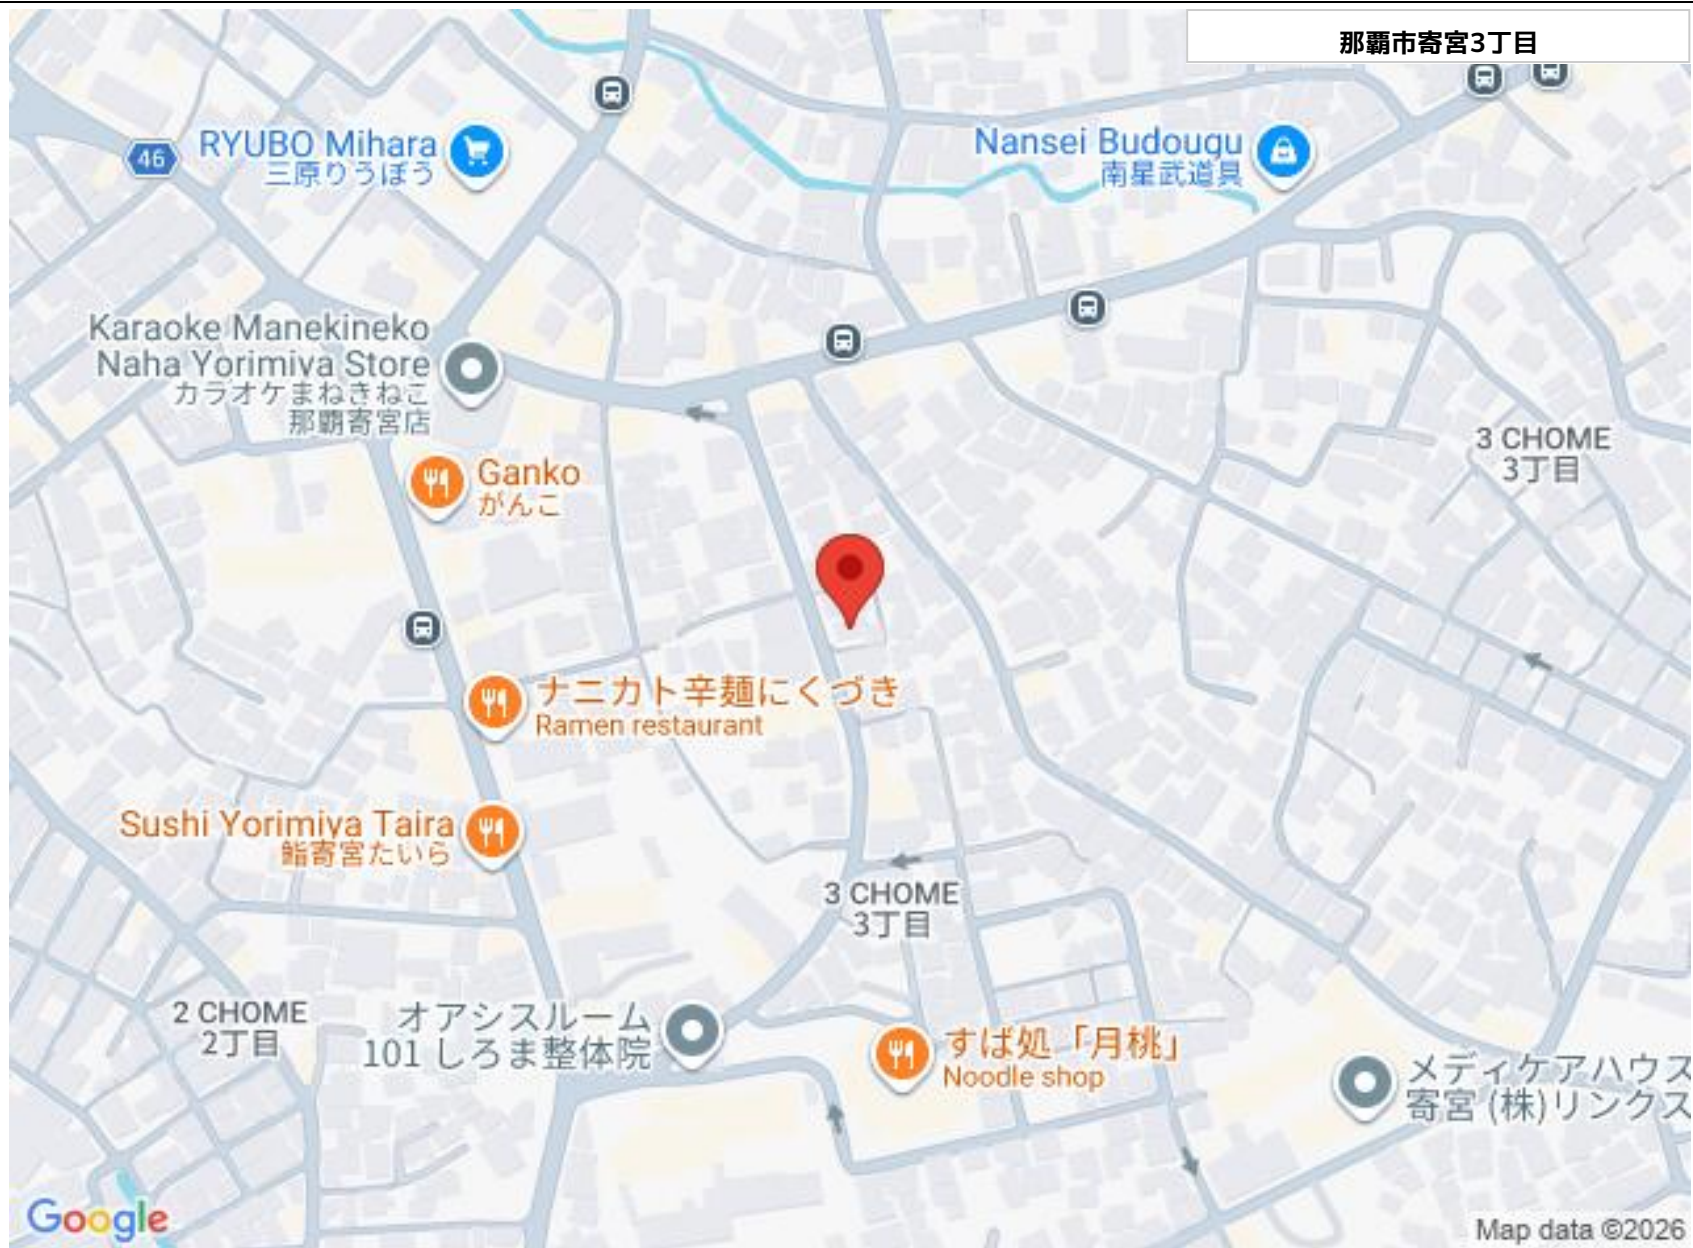 那覇市寄宮3丁目
46
RYUBO Mihara
三原りうぼう
Nansei Budougu
南星武道具
Karaoke Manekineko
Naha Yorimiya Store
カラオケまねきねこ
那覇寄宮店
Ganko
がんこ
3 CHOME
3丁目
ナニカト辛麺にくづき
Ramen restaurant
Sushi Yorimiya Taira
鮨寄宮たいら
3 CHOME
3丁目
2 CHOME
2丁目
オアシスルーム
101 しろま整体院
すば処「月桃」
Noodle shop
メディケアハウス
寄宮 (株)リンクス
Google
Map data ©2026